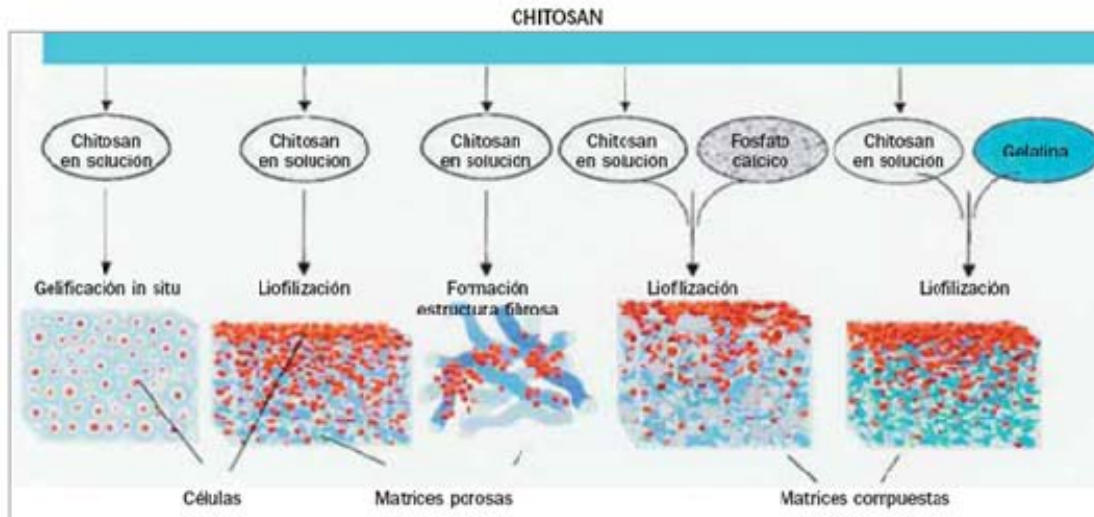 CHITOSAN
Chitosan
en solución
Chitosan
en solución
Chitosan
en solución
Chitosan
en solución
Fosfato
cálcico
Chitosan
en solución
Gelatina
Gelificación in situ
Liofilización
Formación
estructura fibrosa
Liofilización
Liofilización
Células
Matrices porosas
Matrices compuestas